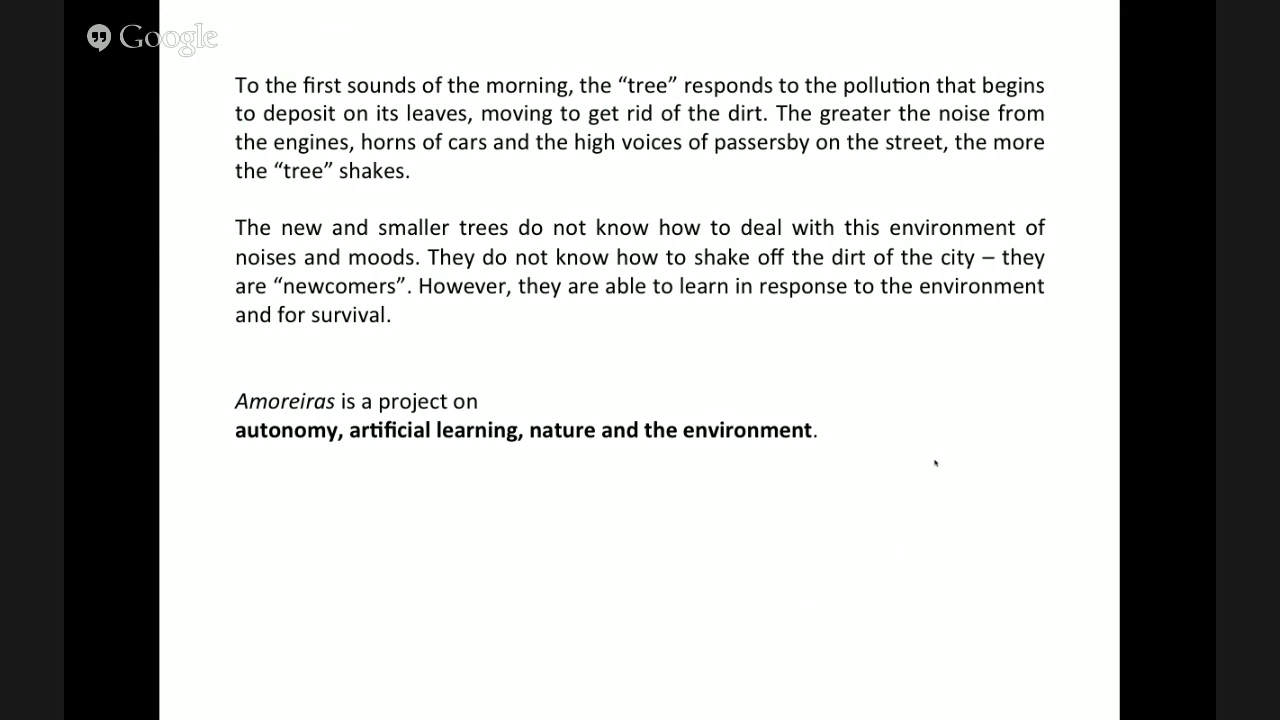 Google
To the first sounds of the morning, the “tree” responds to the pollution that begins
to deposit on its leaves, moving to get rid of the dirt. The greater the noise from
the engines, horns of cars and the high voices of passersby on the street, the more
the “tree” shakes.
The new and smaller trees do not know how to deal with this environment of
noises and moods. They do not know how to shake off the dirt of the city – they
are “newcomers”. However, they are able to learn in response to the environment
and for survival.
Amoreiras is a project on
autonomy, artificial learning, nature and the environment.